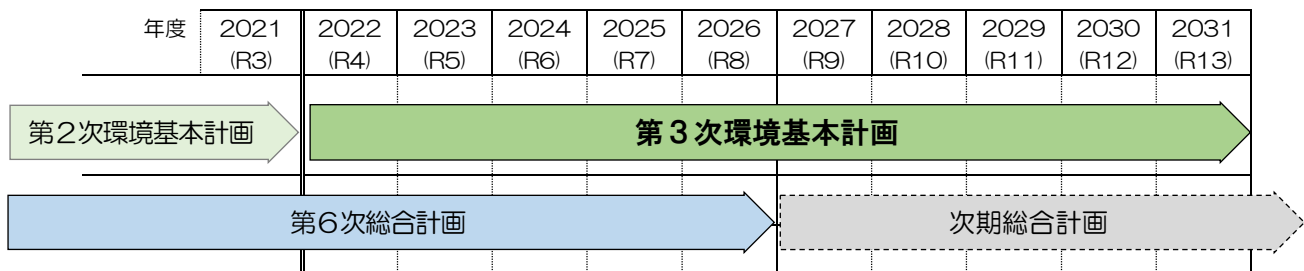 年度 2021 2022 2023 2024 2025 2026 2027 2028 2029 2030 2031
(R3) (R4) (R5) (R6) (R7) (R8) (R9) (R10) (R11) (R12) (R13)
第2次環境基本計画 第3次環境基本計画
第6次総合計画 次期総合計画